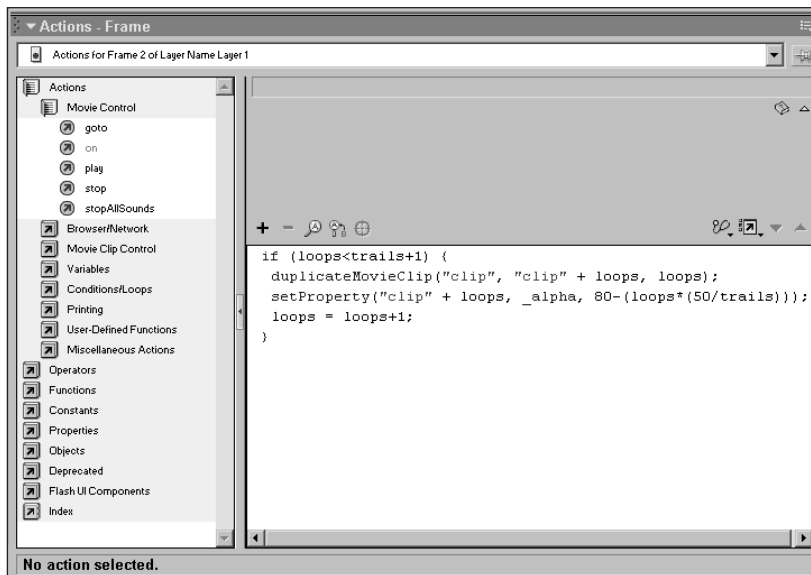 Actions - Frame
Actions for Frame 2 of Layer Name Layer 1
Actions
Movie Control
goto
on
play
stop
stopAllSounds
Browser/Network
Movie Clip Control
Variables
Conditions/Loops
Printing
User-Defined Functions
Miscellaneous Actions
Operators
Functions
Constants
Properties
Objects
Deprecated
Flash UI Components
Index
if (loops<trails+1) {
duplicateMovieClip("clip", "clip" + loops, loops);
setProperty("clip" + loops, _alpha, 80-(loops*(50/trails)));
loops = loops+1;
}
No action selected.